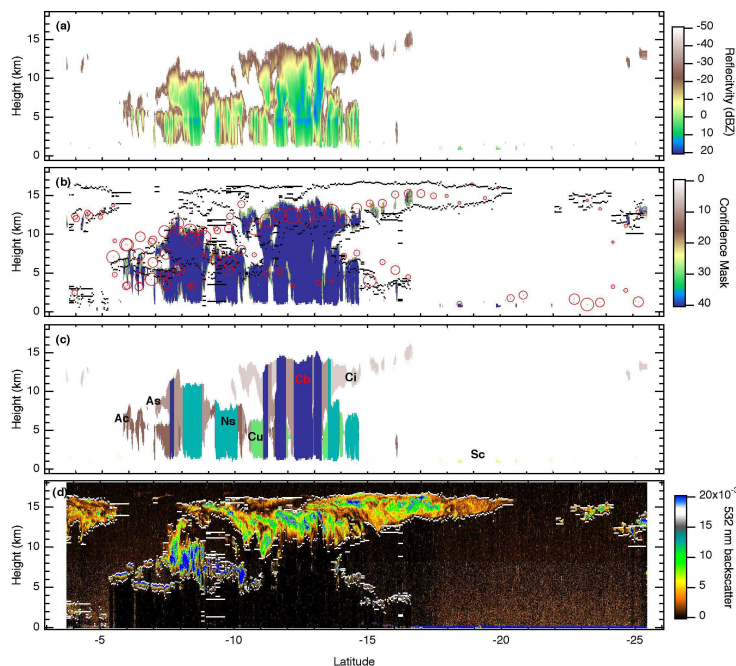 (a)
15
10
5
0
Height (km)
-50
-40
-30
-20
-10
0
10
20
Reflecitvity (dBZ)
(b)
15
10
5
0
Height (km)
0
10
20
30
40
Confidence Mask
(c)
15
10
5
0
Height (km)
Ac
As
Ns
Cu
Cb
Ci
Sc
(d)
15
10
5
0
Height (km)
20x10
15
10
5
0
532 nm backscatter
-5
-10
-15
-20
-25
Latitude